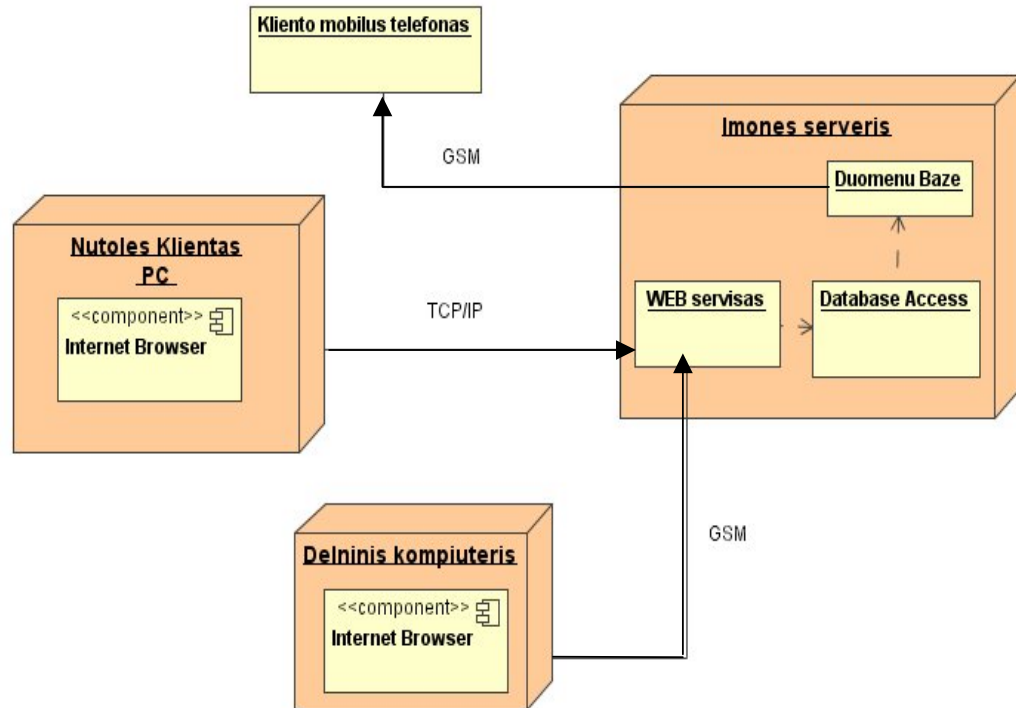 Kliento mobilus telefonas
Imones serveris
GSM
Duomenu Baze
Nutoles Klientas
PC
<<component>>
Internet Browser
TCP/IP
WEB servisas
Database Access
GSM
Delninis kompiuteris
<<component>>
Internet Browser